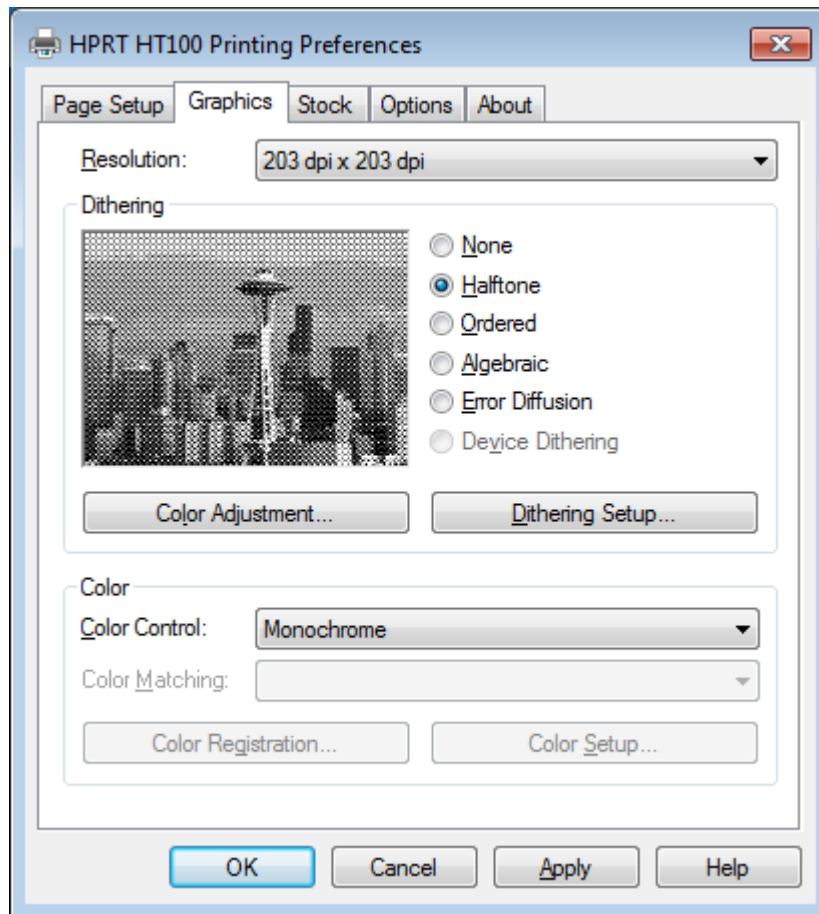 HPRT HT100 Printing Preferences
Page Setup Graphics Stock Options About
Resolution: 203 dpi x 203 dpi
Dithering
None
Halftone
Ordered
Algebraic
Error Diffusion
Device Dithering
Color Adjustment... Dithering Setup...
Color
Color Control: Monochrome
Color Matching:
Color Registration... Color Setup...
OK Cancel Apply Help